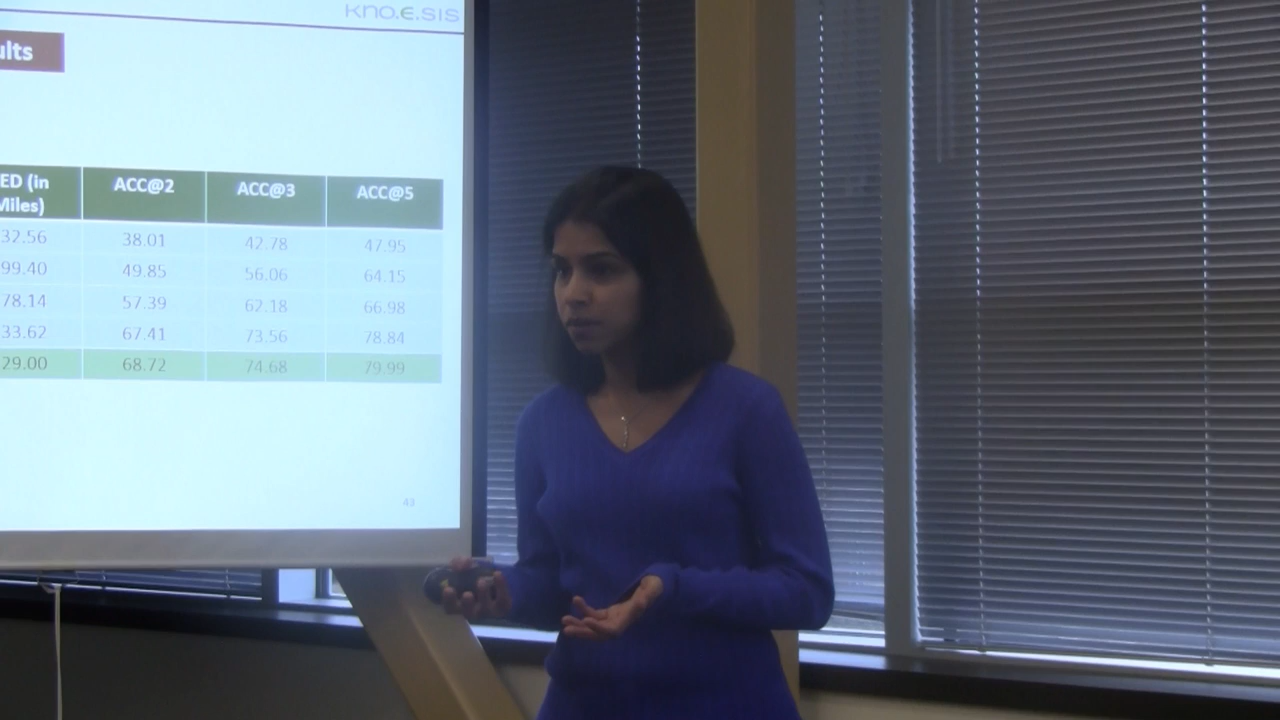 kno.e.sis
ults
ED (in ACC@2 ACC@3 ACC@5
Miles)
32.56 38.01 42.78 47.95
99.40 49.85 56.06 64.15
78.14 57.39 62.18 66.98
33.62 67.41 73.56 78.84
29.00 68.72 74.68 79.99
43